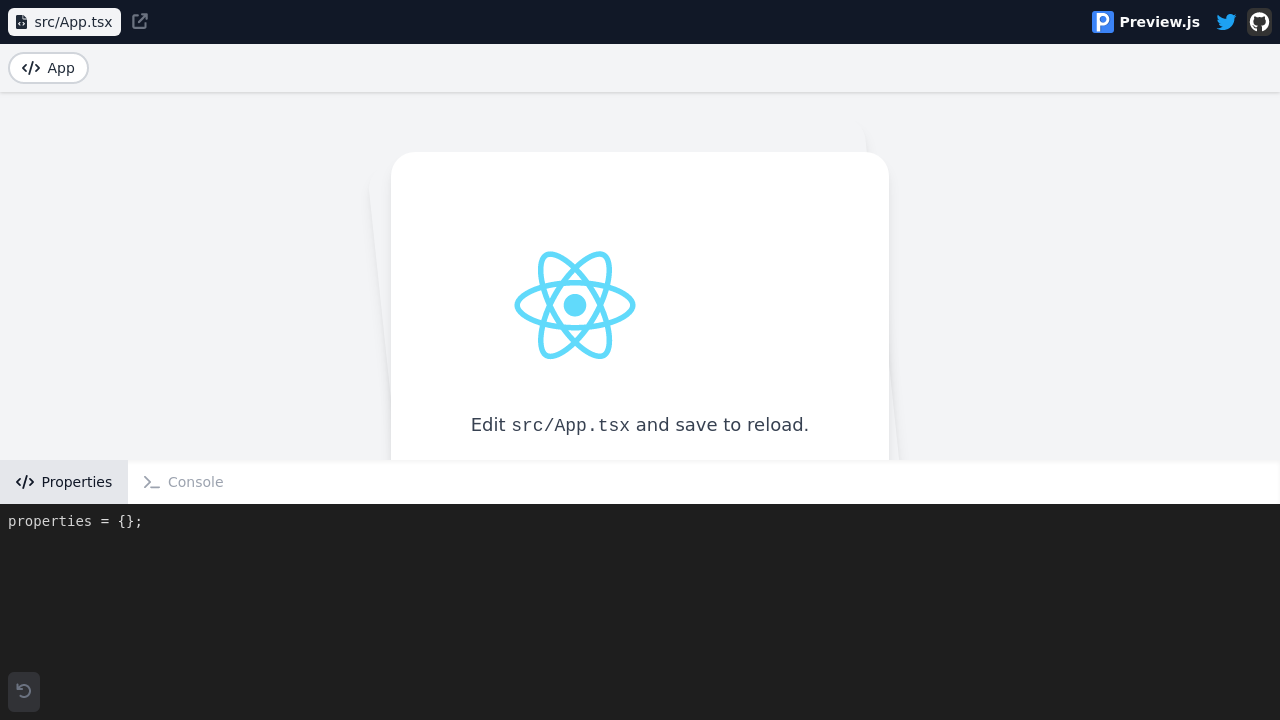 src/App.tsx
Preview.js
App
Edit src/App.tsx and save to reload.
Properties
Console
properties = {};